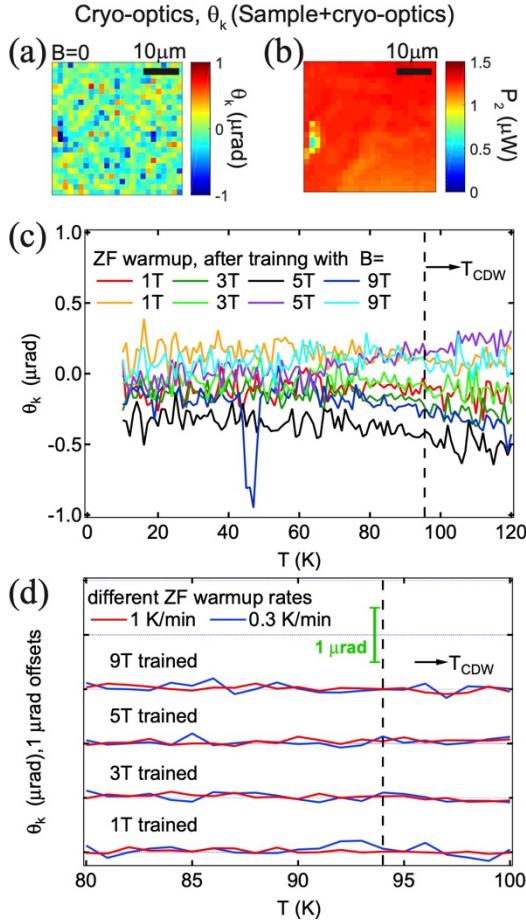 Cryo-optics, θk (Sample+cryo-optics)
(a) B=0 10μm
1
0
-1
θk (μrad)
(b) 10μm
1.5
1.0
0.5
0
P2 (μW)
(c)
ZF warmup, after trainng with B=
1T 3T 5T 9T
1T 3T 5T 9T
TCDW
1.0
0.5
0.0
-0.5
-1.0
θk (μrad)
0 20 40 60 80 100 120
T (K)
(d)
different ZF warmup rates
1 K/min 0.3 K/min
1 μrad
TCDW
9T trained
5T trained
3T trained
1T trained
θk (μrad),1 μrad offsets
80 85 90 95 100
T (K)